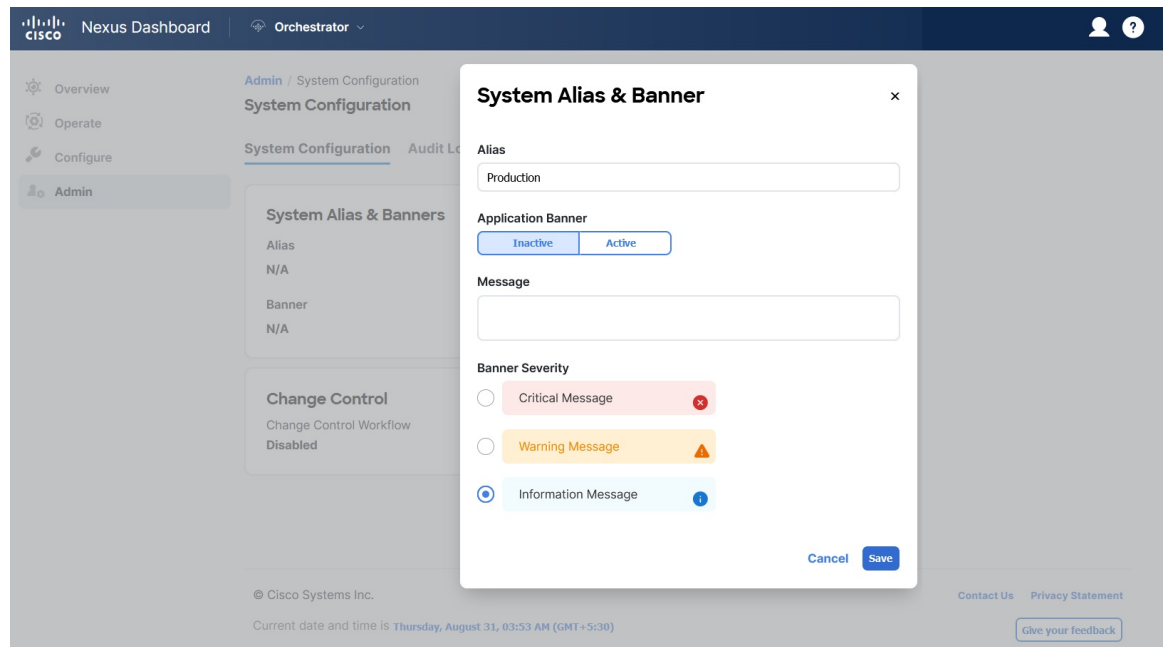 CISCO Nexus Dashboard Orchestrator ?
Overview
Operate
Configure
Admin
Admin / System Configuration
System Configuration
System Configuration Audit Lo
System Alias & Banners
Alias
N/A
Banner
N/A
Change Control
Change Control Workflow
Disabled
System Alias & Banner ×
Alias
Production
Application Banner
Inactive Active
Message
Banner Severity
Critical Message
Warning Message
Information Message
Cancel Save
© Cisco Systems Inc.
Contact Us Privacy Statement
Current date and time is Thursday, August 31, 03:53 AM (GMT+5:30)
Give your feedback